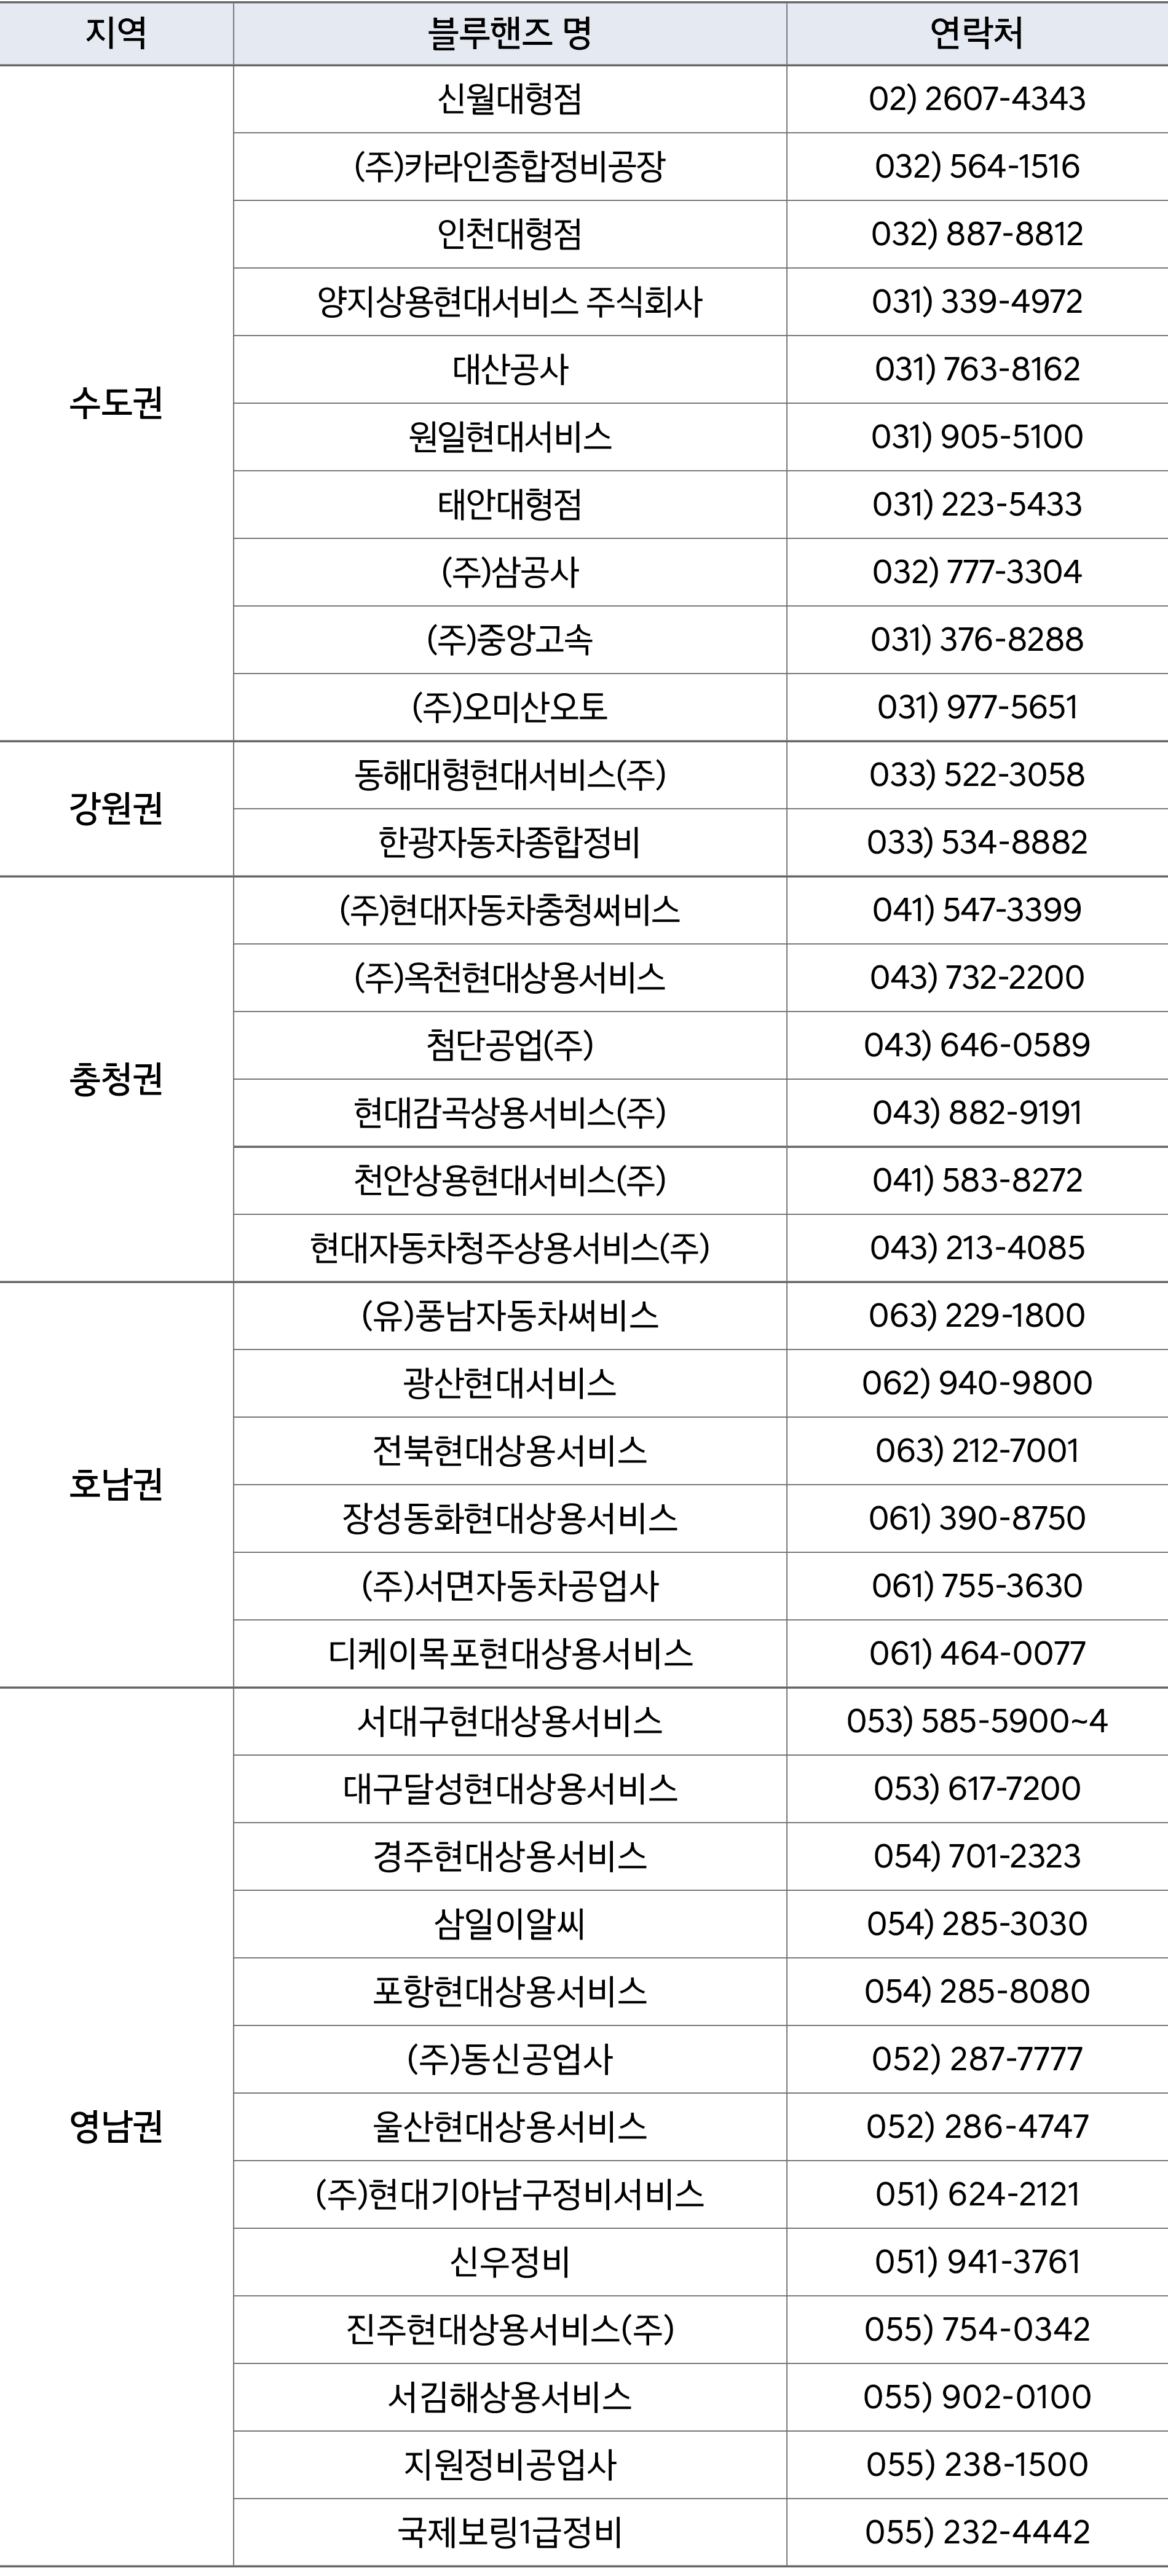 지역 블루핸즈 명 연락처
수도권
신월대형점 02) 2607-4343
(주)카라인종합정비공장 032) 564-1516
인천대형점 032) 887-8812
양지상용현대서비스 주식회사 031) 339-4972
대산공사 031) 763-8162
원일현대서비스 031) 905-5100
태안대형점 031) 223-5433
(주)삼공사 032) 777-3304
(주)중앙고속 031) 376-8288
(주)오미산오토 031) 977-5651
강원권
동해대형현대서비스(주) 033) 522-3058
한광자동차종합정비 033) 534-8882
충청권
(주)현대자동차충청써비스 041) 547-3399
(주)옥천현대상용서비스 043) 732-2200
첨단공업(주) 043) 646-0589
현대감곡상용서비스(주) 043) 882-9191
천안상용현대서비스(주) 041) 583-8272
현대자동차청주상용서비스(주) 043) 213-4085
호남권
(유)풍남자동차써비스 063) 229-1800
광산현대서비스 062) 940-9800
전북현대상용서비스 063) 212-7001
장성동화현대상용서비스 061) 390-8750
(주)서면자동차공업사 061) 755-3630
디케이목포현대상용서비스 061) 464-0077
영남권
서대구현대상용서비스 053) 585-5900~4
대구달성현대상용서비스 053) 617-7200
경주현대상용서비스 054) 701-2323
삼일이알씨 054) 285-3030
포항현대상용서비스 054) 285-8080
(주)동신공업사 052) 287-7777
울산현대상용서비스 052) 286-4747
(주)현대기아남구정비서비스 051) 624-2121
신우정비 051) 941-3761
진주현대상용서비스(주) 055) 754-0342
서김해상용서비스 055) 902-0100
지원정비공업사 055) 238-1500
국제보링1급정비 055) 232-4442